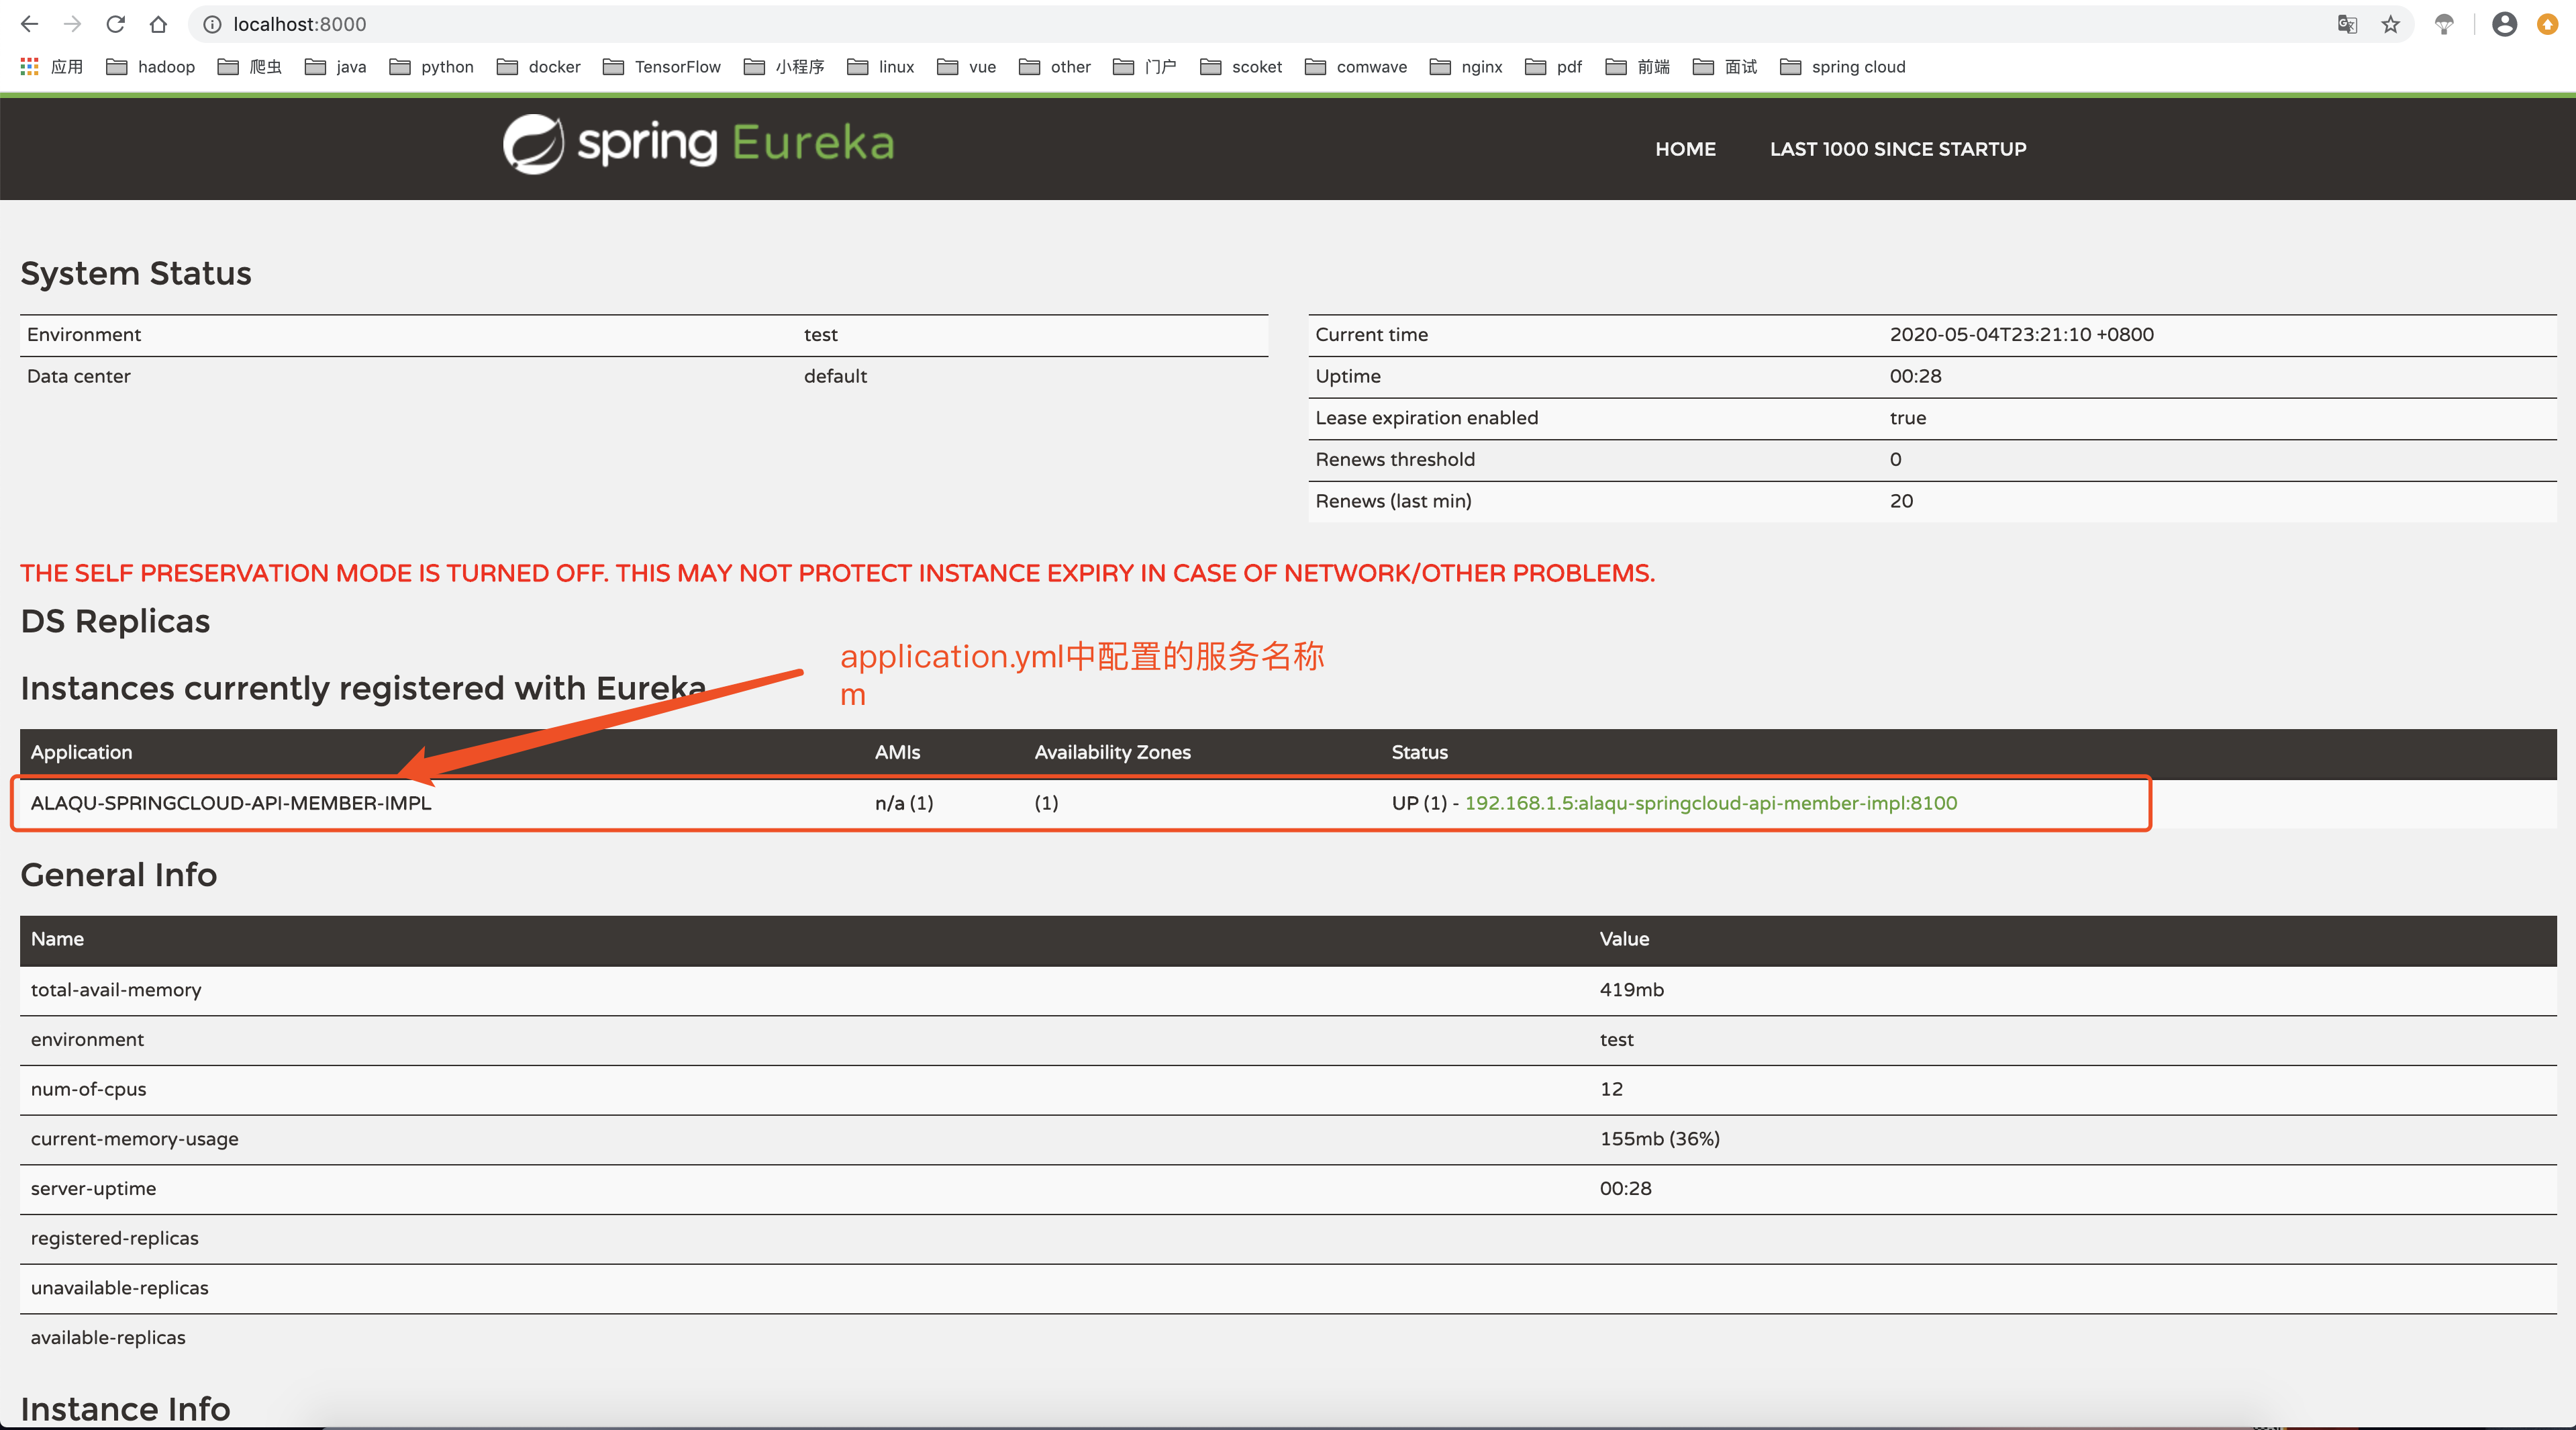 localhost:8000
应用 hadoop 爬虫 java python docker TensorFlow 小程序 linux vue other 门户 scoket comwave nginx pdf 前端 面试 spring cloud
spring Eureka
HOME LAST 1000 SINCE STARTUP
System Status
Environment test
Data center default
Current time 2020-05-04T23:21:10 +0800
Uptime 00:28
Lease expiration enabled true
Renews threshold 0
Renews (last min) 20
THE SELF PRESERVATION MODE IS TURNED OFF. THIS MAY NOT PROTECT INSTANCE EXPIRY IN CASE OF NETWORK/OTHER PROBLEMS.
DS Replicas
application.yml中配置的服务名称
m
Instances currently registered with Eureka
Application AMIs Availability Zones Status
ALAQU-SPRINGCLOUD-API-MEMBER-IMPL n/a (1) (1) UP (1) - 192.168.1.5:alaqu-springcloud-api-member-impl:8100
General Info
Name Value
total-avail-memory 419mb
environment test
num-of-cpus 12
current-memory-usage 155mb (36%)
server-uptime 00:28
registered-replicas
unavailable-replicas
available-replicas
Instance Info